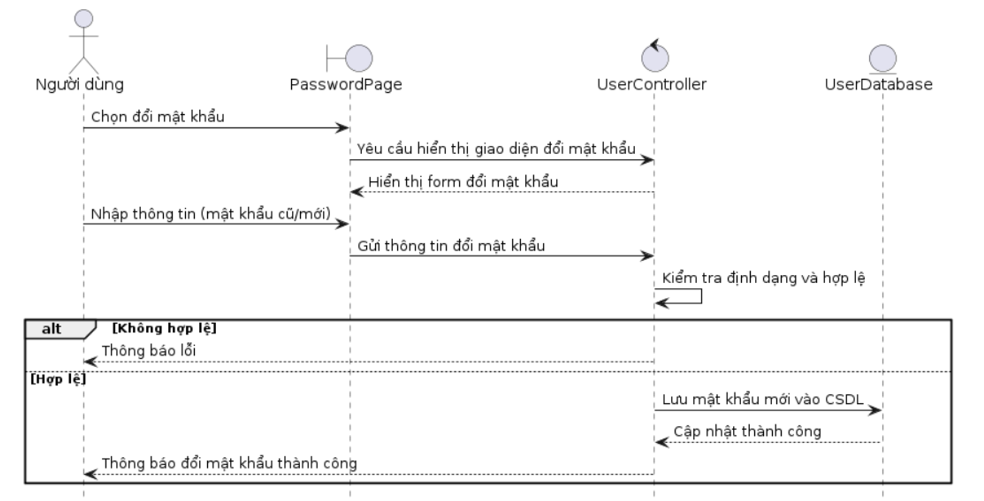 Người dùng
PasswordPage
UserController
UserDatabase
Chọn đổi mật khẩu
Yêu cầu hiển thị giao diện đổi mật khẩu
Hiển thị form đổi mật khẩu
Nhập thông tin (mật khẩu cũ/mới)
Gửi thông tin đổi mật khẩu
Kiểm tra định dạng và hợp lệ
alt [Không hợp lệ]
Thông báo lỗi
[Hợp lệ]
Lưu mật khẩu mới vào CSDL
Cập nhật thành công
Thông báo đổi mật khẩu thành công